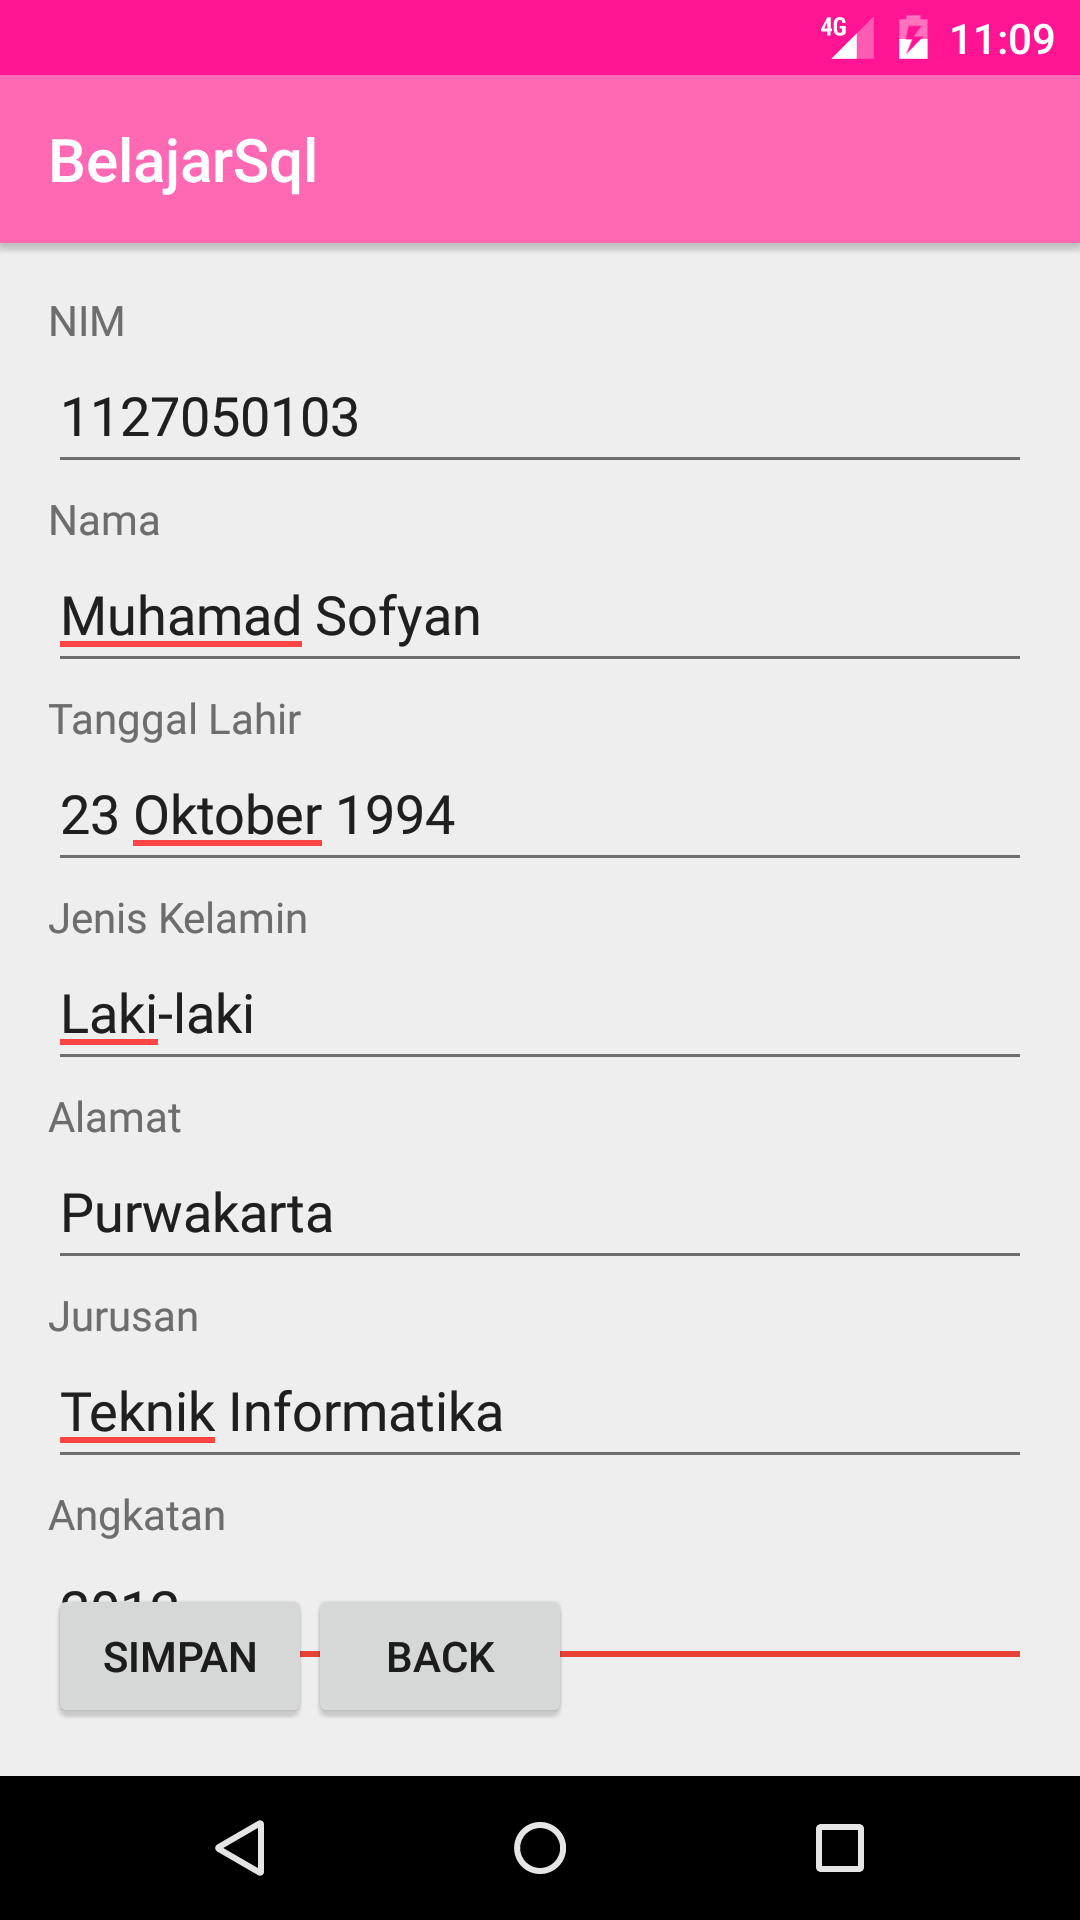 4G 11:09
BelajarSql
NIM
1127050103
Nama
Muhamad Sofyan
Tanggal Lahir
23 Oktober 1994
Jenis Kelamin
Laki-laki
Alamat
Purwakarta
Jurusan
Teknik Informatika
Angkatan
SIMPAN BACK